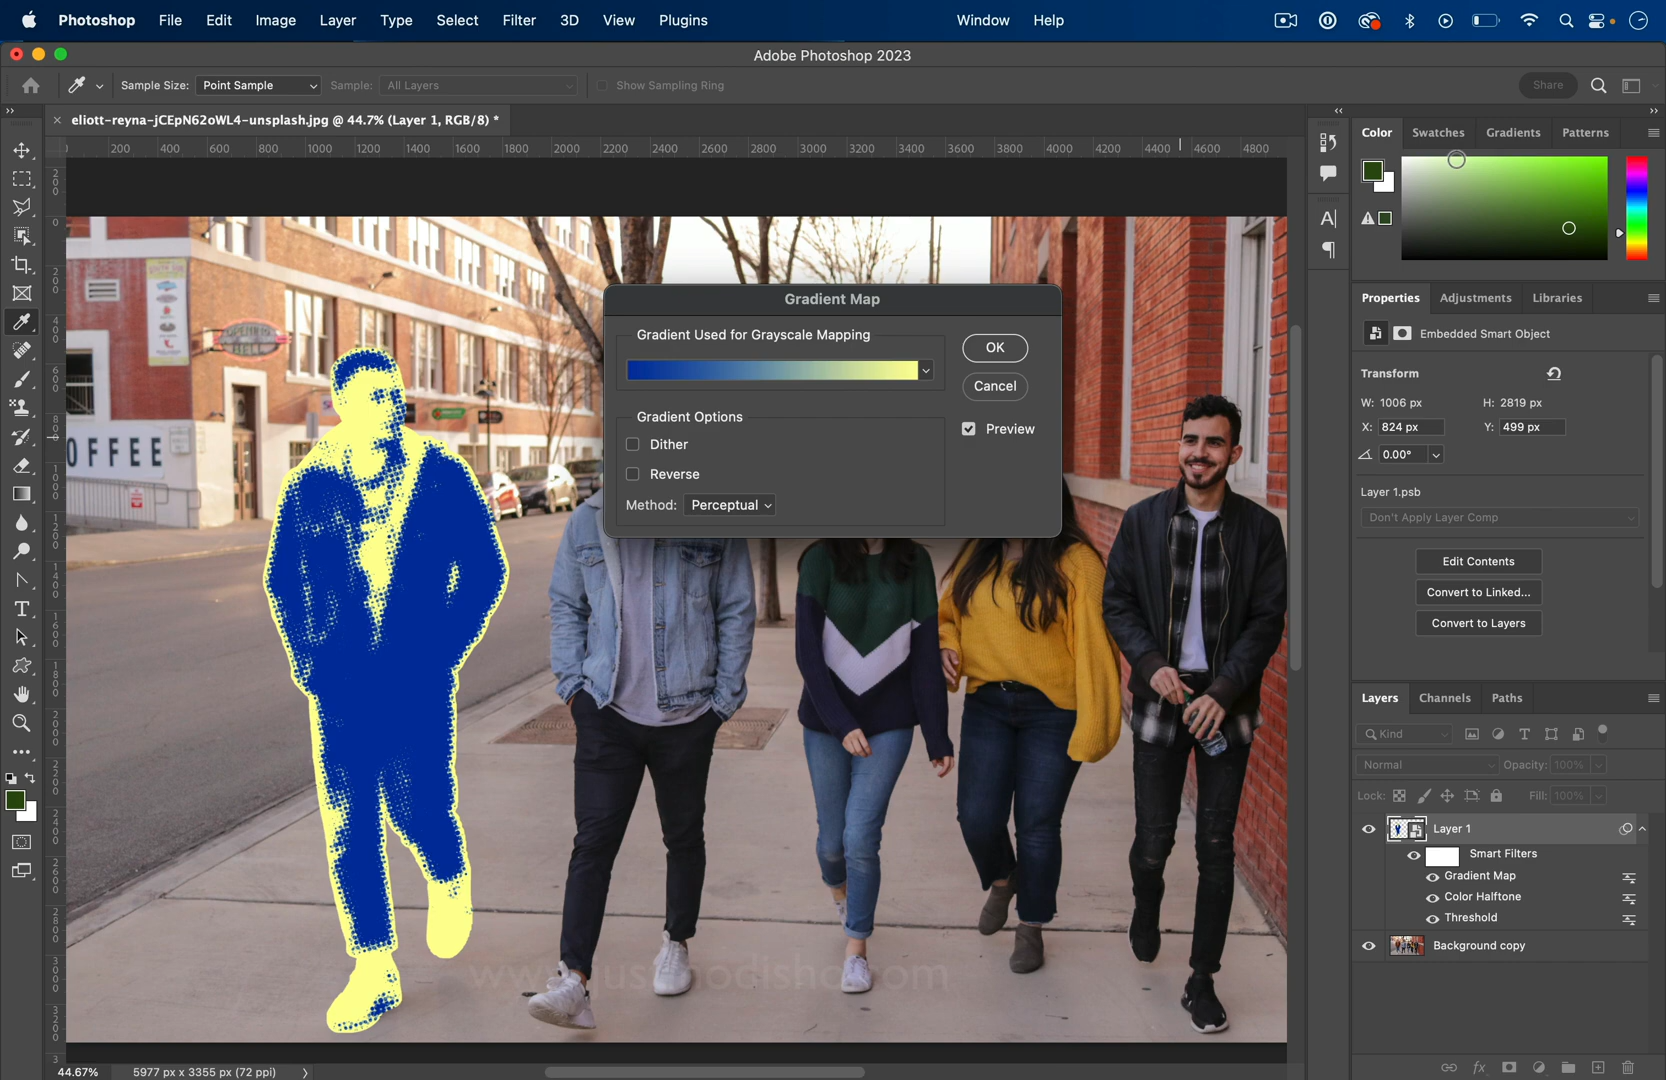 Photoshop File Edit Image Layer Type Select Filter 3D View Plugins Window Help
Adobe Photoshop 2023
Sample Size: Point Sample Sample: All Layers Show Sampling Ring Share
eliott-reyna-jCEpN62oWL4-unsplash.jpg @ 44.7% (Layer 1, RGB/8) *
200 400 600 800 1000 1200 1400 1600 1800 2000 2200 2400 2600 2800 3000 3200 3400 3600 3800 4000 4200 4400 4600 4800
Color Swatches Gradients Patterns
Gradient Map
Gradient Used for Grayscale Mapping
OK
Cancel
Gradient Options
Preview
Dither
Reverse
Method: Perceptual
OFFEE
Properties Adjustments Libraries
Embedded Smart Object
Transform
W: 1006 px H: 2819 px
X: 824 px Y: 499 px
0.00°
Layer 1.psb
Don't Apply Layer Comp
Edit Contents
Convert to Linked...
Convert to Layers
Layers Channels Paths
Kind
Normal Opacity: 100%
Lock: Fill: 100%
Layer 1
Smart Filters
Gradient Map
Color Halftone
Threshold
Background copy
44.67% 5977 px x 3355 px (72 ppi)